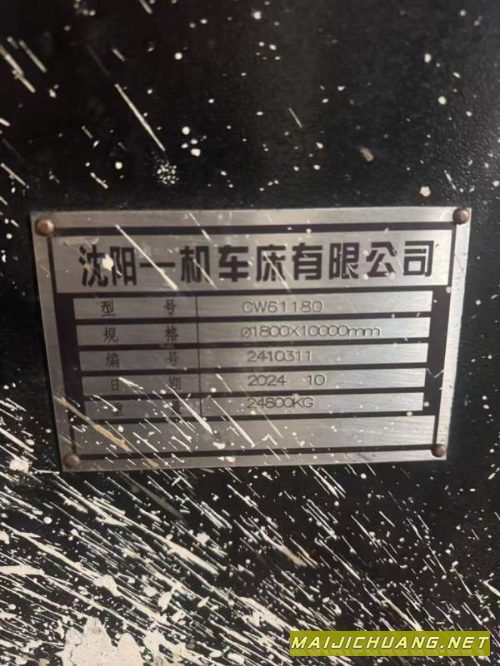 沈阳一机车床有限公司
型 号 CW61180
规 格 Ø1800X10000mm
编 号 2410311
日 期 2024 10
24800KG
MAIJICHUANG.NET